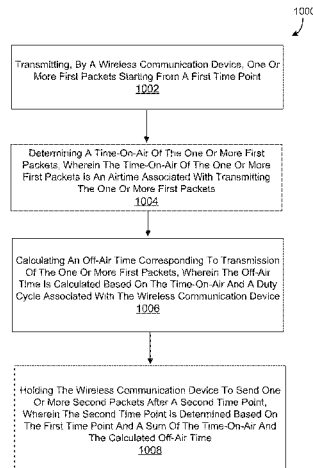 1000
Transmitting, By A Wireless Communication Device, One Or
More First Packets Starting From A First Time Point
1002
Determining A Time-On-Air Of The One Or More First
Packets, Wherein The Time-On-Air Of The One Or More
First Packets Is An Airtime Associated With Transmitting
The One Or More First Packets
1004
Calculating An Off-Air Time Corresponding To Transmission
Of The One Or More First Packets, Wherein The Off-Air
Time Is Calculated Based On The Time-On-Air And A Duty
Cycle Associated With The Wireless Communication Device
1006
Holding The Wireless Communication Device To Send One
Or More Second Packets After A Second Time Point,
Wherein The Second Time Point Is Determined Based On
The First Time Point And A Sum Of The Time-On-Air And
The Calculated Off-Air Time
1008